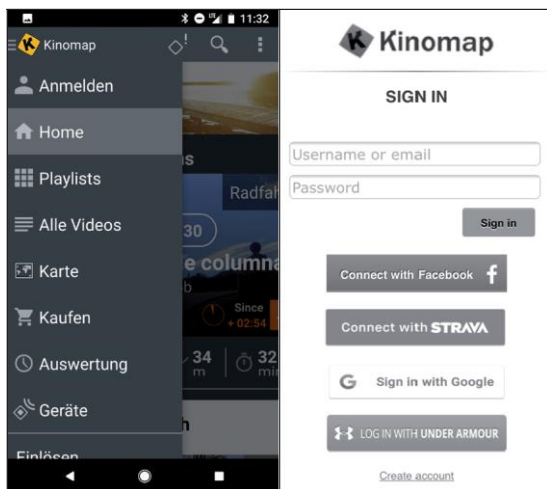 11:32
Kinomap
Anmelden
Home
Playlists
Alle Videos
Karte
Kaufen
Auswertung
Geräte
Einlösen
ns
Radfah
30
e columna
b
Since
+ 02:54
34
m
32
min
h
Kinomap
SIGN IN
Username or email
Password
Sign in
Connect with Facebook f
Connect with STRAVA
G Sign in with Google
LOG IN WITH UNDER ARMOUR
Create account